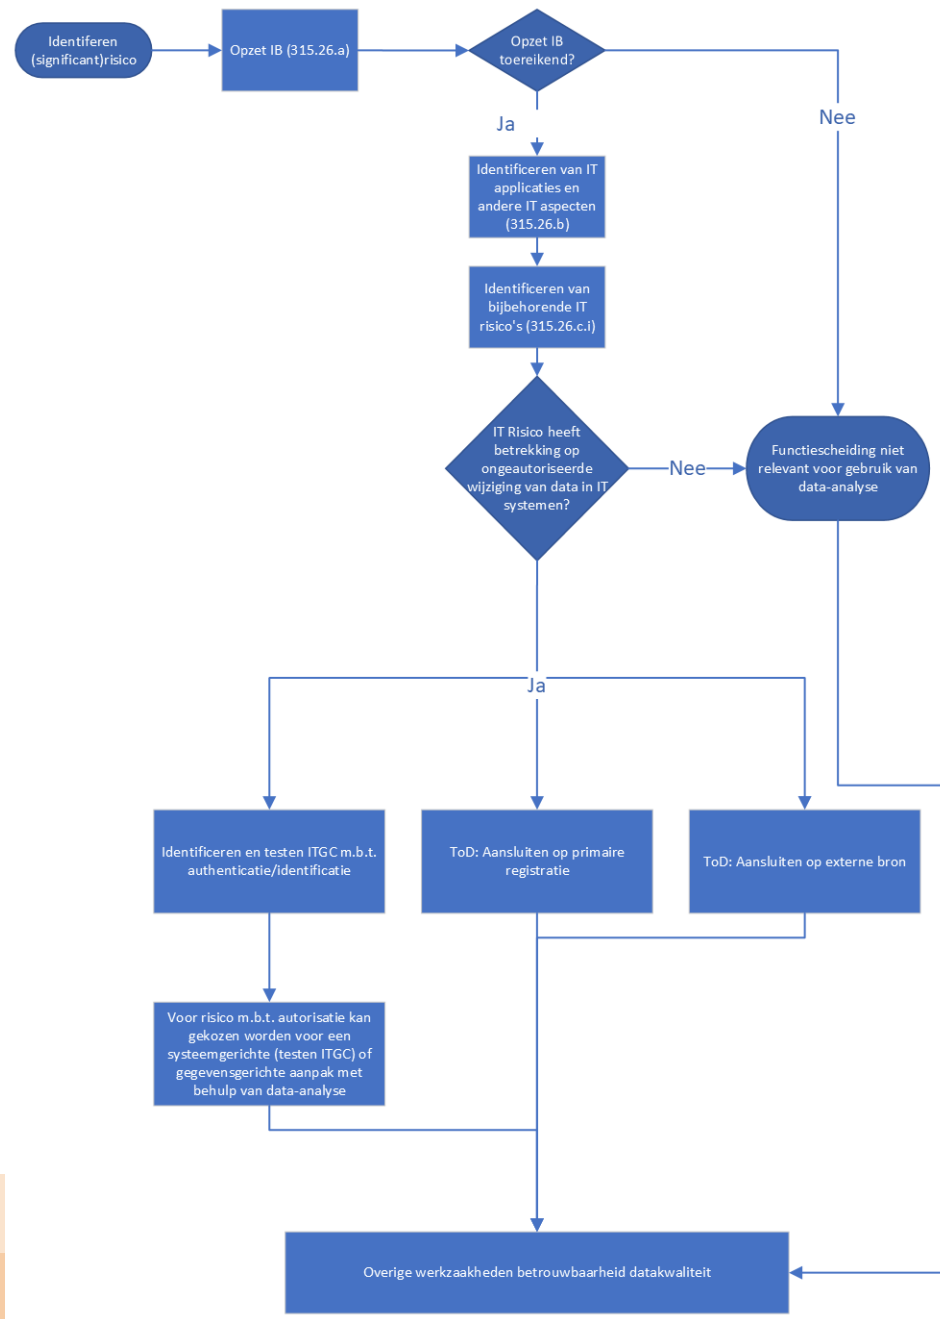 Identiferen
(significant)risico
Opzet IB (315.26.a)
Opzet IB
toereikend?
Nee
Ja
Identificeren van IT
applicaties en
andere IT aspecten
(315.26.b)
Identificeren van
bijbehorende IT
risico's (315.26.c.i)
IT Risico heeft
betrekking op
ongeautoriseerde
wijziging van data in IT
systemen?
Nee
Functiescheiding niet
relevant voor gebruik van
data-analyse
Ja
Identificeren en testen ITGC m.b.t.
authenticatie/identificatie
ToD: Aansluiten op primaire
registratie
ToD: Aansluiten op externe bron
Voor risico m.b.t. autorisatie kan
gekozen worden voor een
systeemgerichte (testen ITGC) of
gegevensgerichte aanpak met
behulp van data-analyse
Overige werkzaakheden betrouwbaarheid datakwaliteit